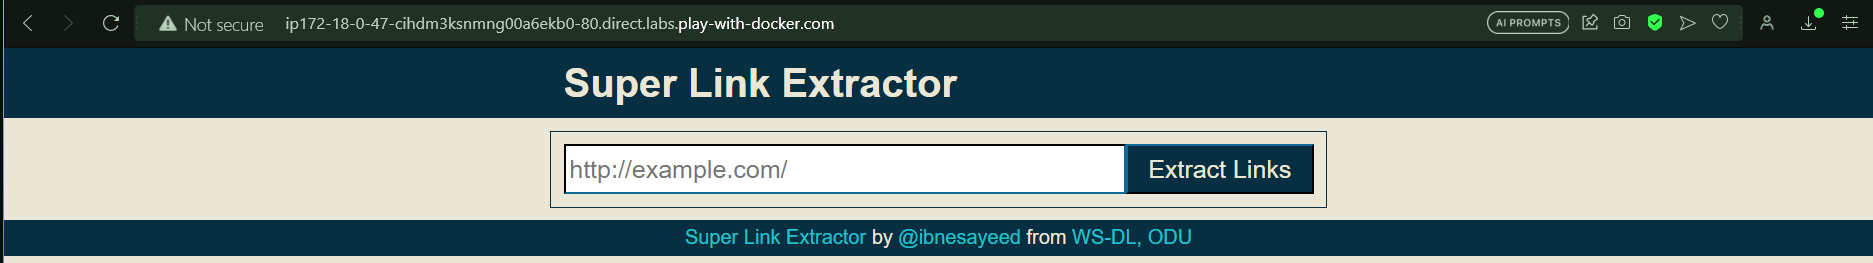 Not secure ip172-18-0-47-cihdm3ksnmng00a6ekb0-80.direct.labs.play-with-docker.com AI PROMPTS
Super Link Extractor
http://example.com/ Extract Links
Super Link Extractor by @ibnesayeed from WS-DL, ODU